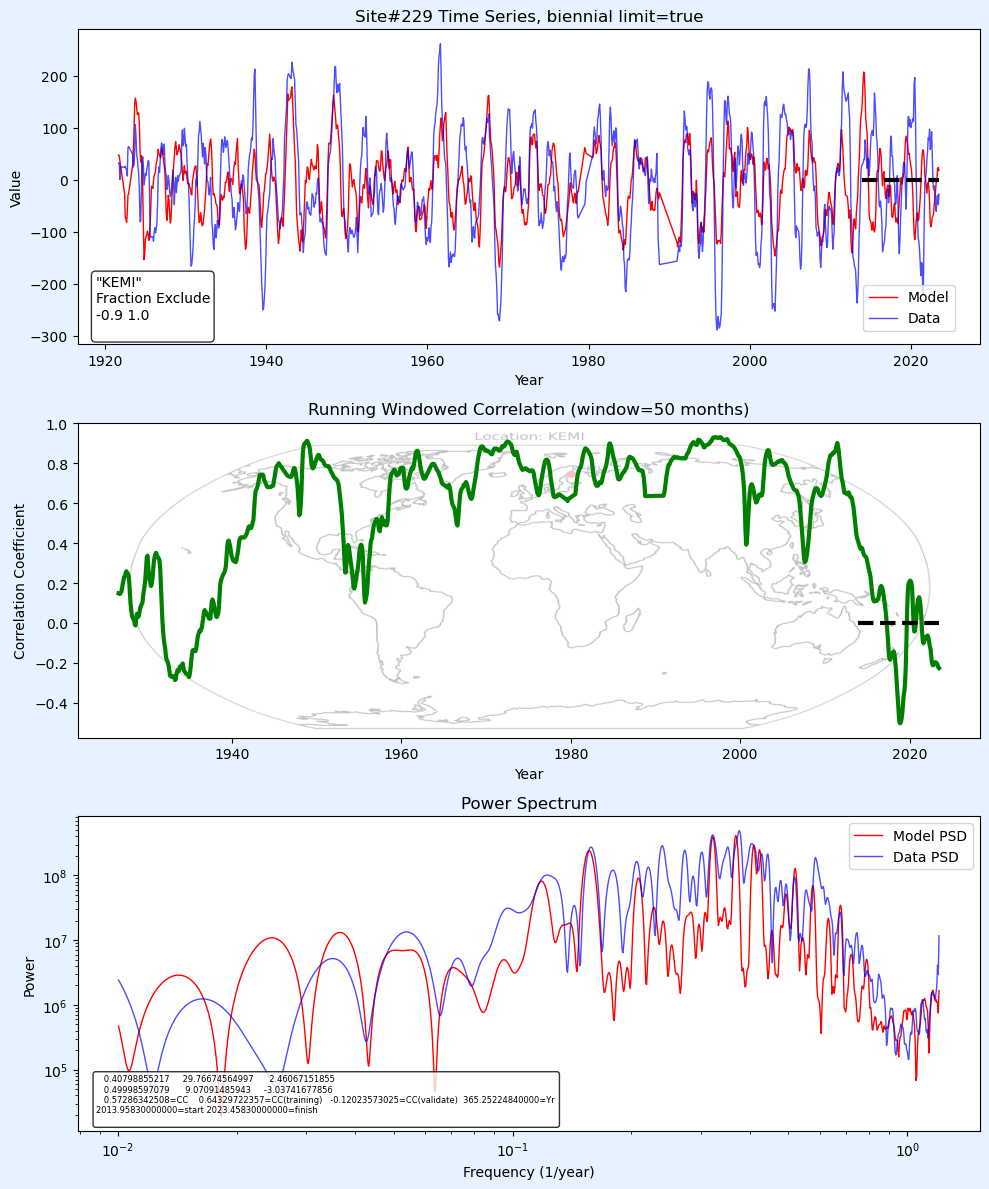 Site#229 Time Series, biennial limit=true
Value
200
100
0
−100
−200
−300
"KEMI"
Fraction Exclude
-0.9 1.0
Model
Data
1920 1940 1960 1980 2000 2020
Year
Running Windowed Correlation (window=50 months)
Location: KEMI
Correlation Coefficient
1.0
0.8
0.6
0.4
0.2
0.0
−0.2
−0.4
1940 1960 1980 2000 2020
Year
Power Spectrum
Model PSD
Data PSD
Power
10^8
10^7
10^6
10^5
0.40798855217 29.76674564997 2.46067151855
0.49998597079 9.07091485943 -3.03741677856
0.57286342508=CC 0.64329722357=CC(training) -0.12023573025=CC(validate) 365.25224840000=Yr
2013.95830000000=start 2023.45830000000=finish
10^−2 10^−1 10^0
Frequency (1/year)